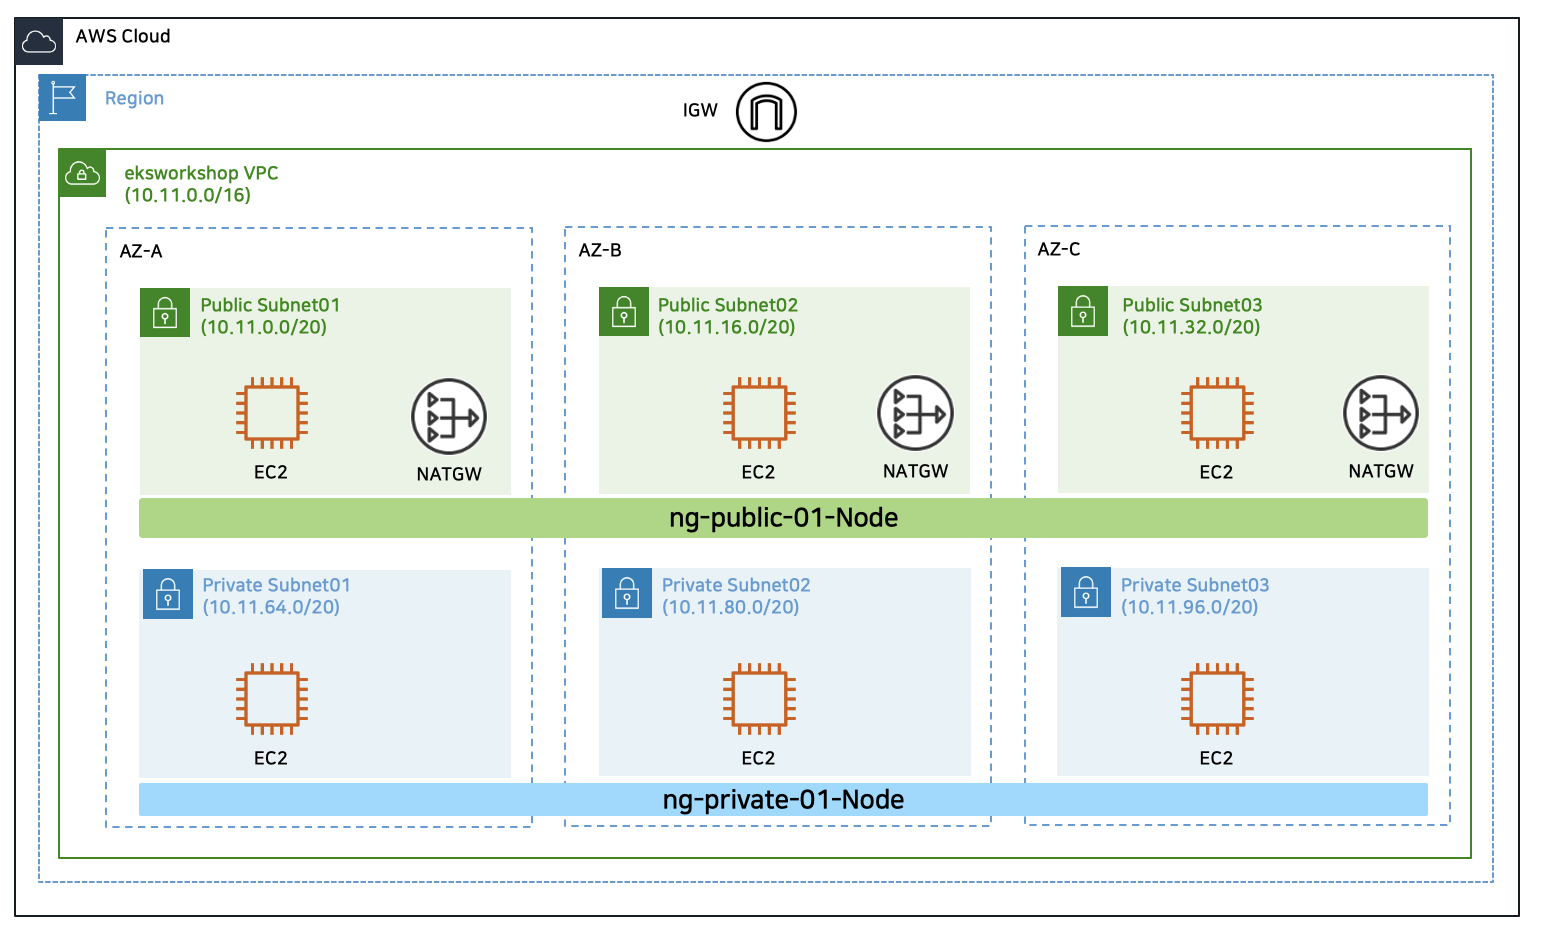 AWS Cloud
Region
IGW
eksworkshop VPC
(10.11.0.0/16)
AZ-A
AZ-B
AZ-C
Public Subnet01
(10.11.0.0/20)
Public Subnet02
(10.11.16.0/20)
Public Subnet03
(10.11.32.0/20)
EC2
NATGW
EC2
NATGW
EC2
NATGW
ng-public-01-Node
Private Subnet01
(10.11.64.0/20)
Private Subnet02
(10.11.80.0/20)
Private Subnet03
(10.11.96.0/20)
EC2
EC2
EC2
ng-private-01-Node